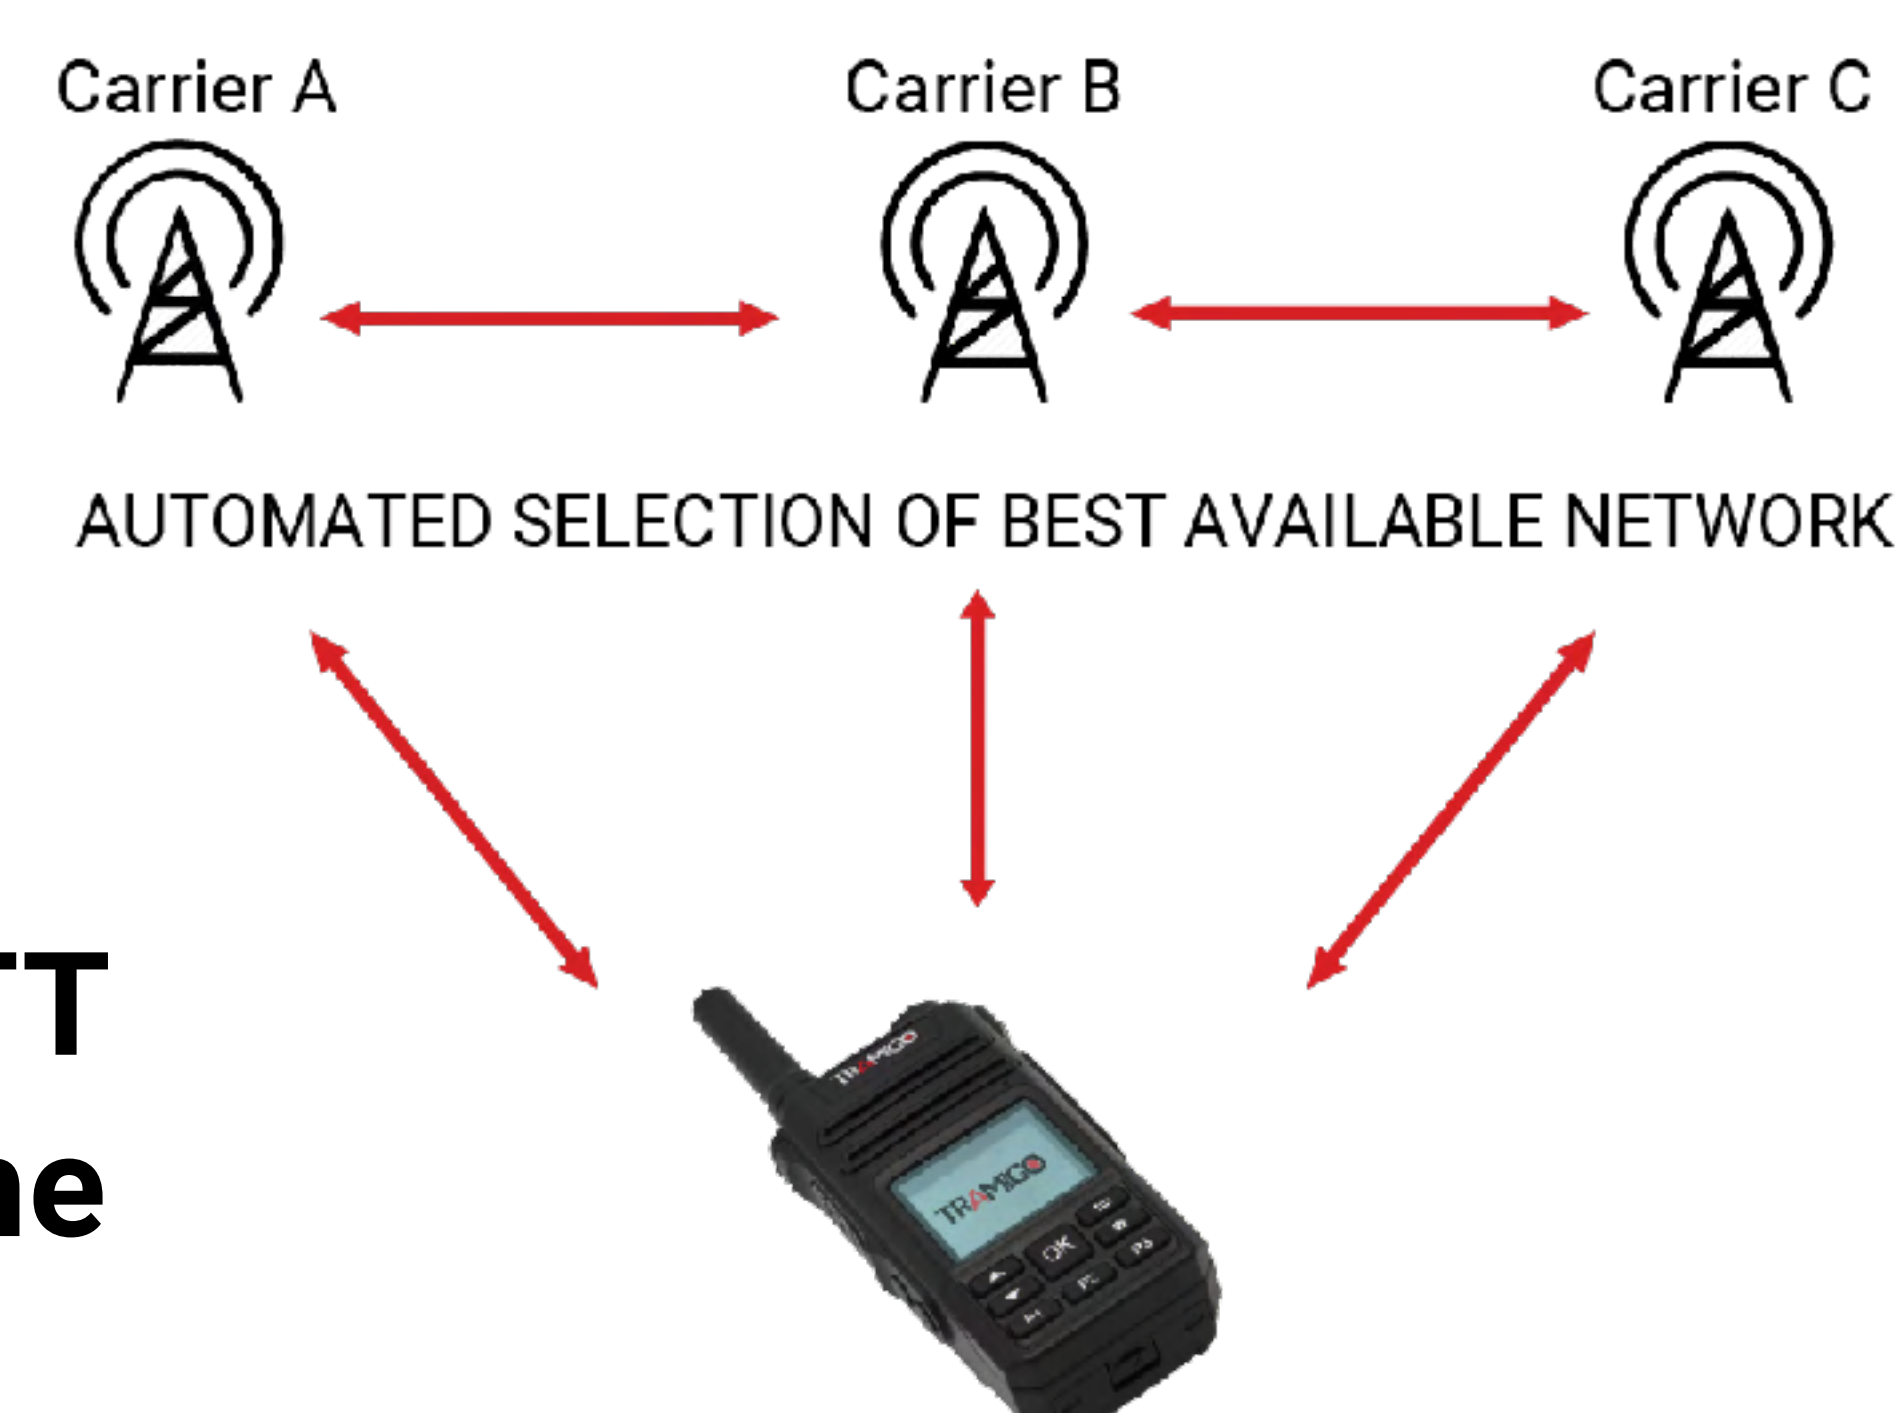 Carrier A
Carrier B
Carrier C
AUTOMATED SELECTION OF BEST AVAILABLE NETWORK
TT
ne
TRAMIGO
TRAMIGO
OK